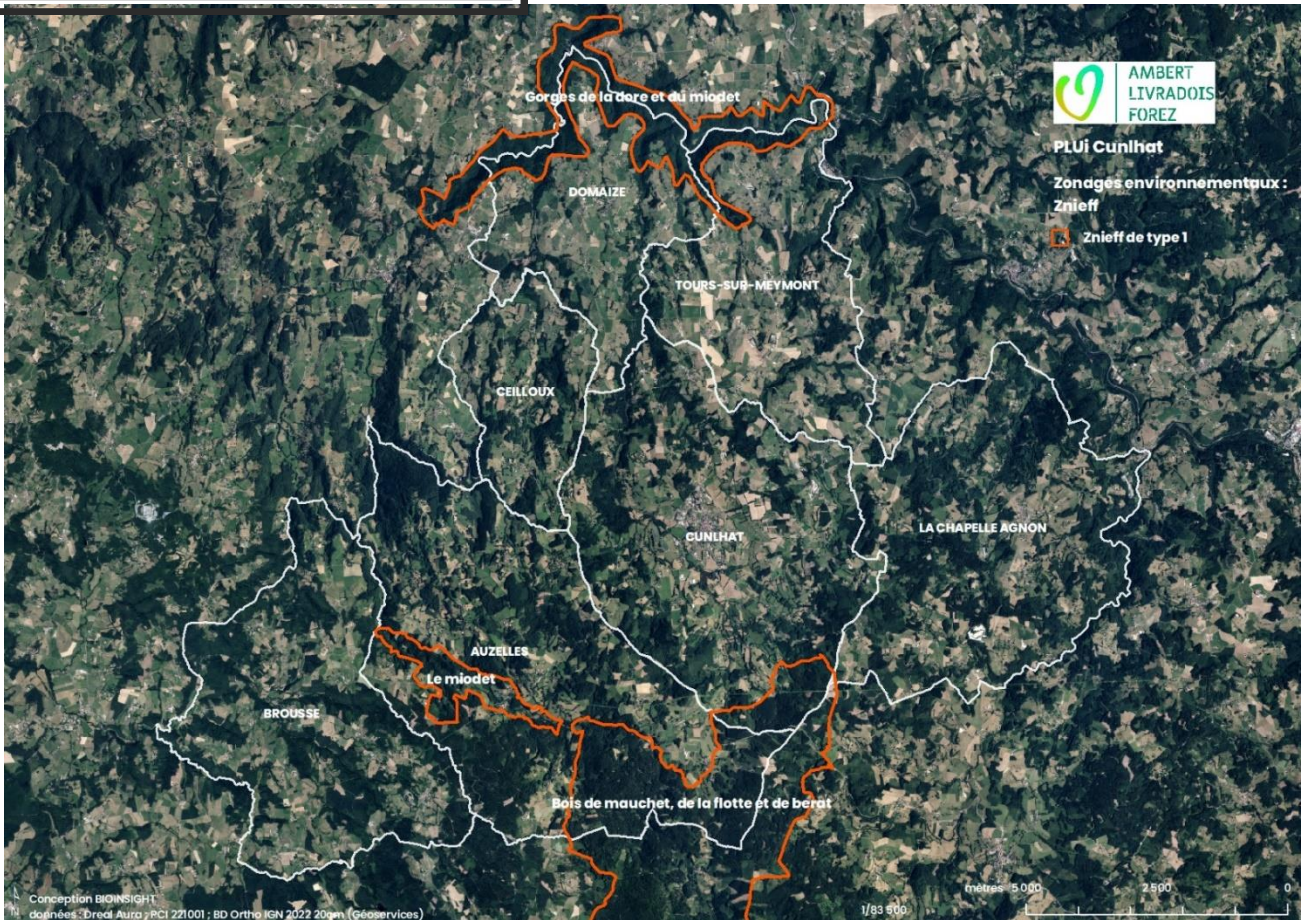 AMBERT
LIVRADOIS
FOREZ
PLUi Cunlhat
Zonages environnementaux :
Znieff
Znieff de type 1
Gorges de la dore et du miodet
DOMAIZE
TOURS-SUR-MEYMONT
CEILLOUX
CUNLHAT
LA CHAPELLE AGNON
AUZELLES
Le miodet
BROUSSE
Bois de mauchet, de la flotte et de berat
N
Conception BIOINSIGHT
données : Dreal Aura ; PCI 221001 ; BD Ortho IGN 2022 20cm (Géoservices)
1/83 500
mètres 5 000 2 500 0